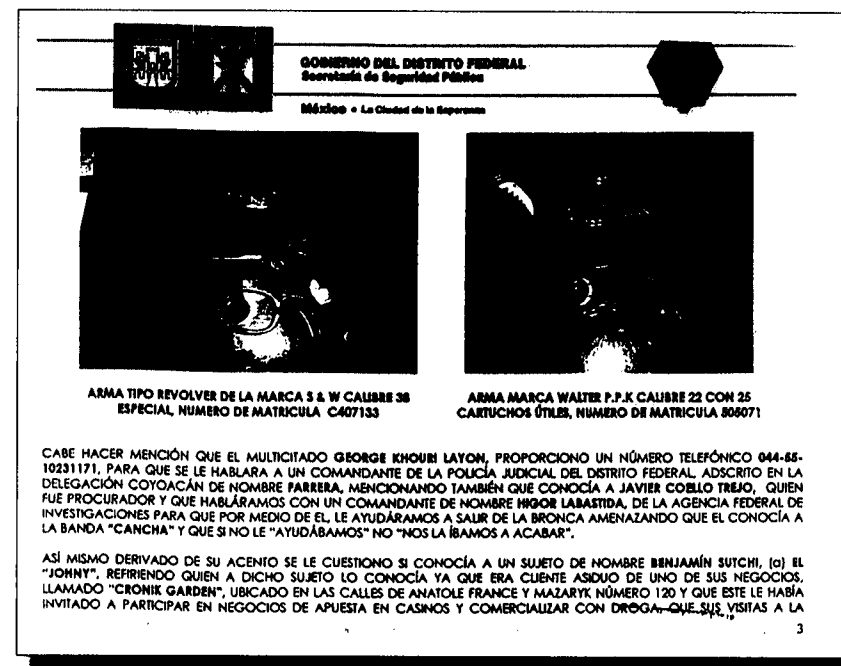 GOBIERNO DEL DISTRITO FEDERAL
Secretaría de Seguridad Pública
México • La Ciudad de la Esperanza
ARMA TIPO REVOLVER DE LA MARCA S & W CALIBRE 38
ESPECIAL, NUMERO DE MATRICULA C407133
ARMA MARCA WALTER P.P.K CALIBRE 22 CON 25
CARTUCHOS ÚTILES, NUMERO DE MATRICULA 505071
CABE HACER MENCIÓN QUE EL MULTICITADO GEORGE KHOURI LAYON, PROPORCIONO UN NÚMERO TELEFÓNICO 044-55-
10231171, PARA QUE SE LE HABLARA A UN COMANDANTE DE LA POLICÍA JUDICIAL DEL DISTRITO FEDERAL, ADSCRITO EN LA
DELEGACIÓN COYOACÁN DE NOMBRE PARRERA, MENCIONANDO TAMBIÉN QUE CONOCÍA A JAVIER COELLO TREJO, QUIEN
FUE PROCURADOR Y QUE HABLÁRAMOS CON UN COMANDANTE DE NOMBRE HIGOR LABASTIDA, DE LA AGENCIA FEDERAL DE
INVESTIGACIONES PARA QUE POR MEDIO DE EL, LE AYUDÁRAMOS A SALIR DE LA BRONCA AMENAZANDO QUE EL CONOCÍA A
LA BANDA "CANCHA" Y QUE SI NO LE "AYUDÁBAMOS" NO "NOS LA ÍBAMOS A ACABAR".
ASÍ MISMO DERIVADO DE SU ACENTO SE LE CUESTIONO SI CONOCÍA A UN SUJETO DE NOMBRE BENJAMÍN SUTCHI, (a) EL
"JOHNY", REFIRIENDO QUIEN A DICHO SUJETO LO CONOCÍA YA QUE ERA CLIENTE ASIDUO DE UNO DE SUS NEGOCIOS,
LLAMADO "CRONIK GARDEN", UBICADO EN LAS CALLES DE ANATOLE FRANCE Y MAZARYK NÚMERO 120 Y QUE ESTE LE HABÍA
INVITADO A PARTICIPAR EN NEGOCIOS DE APUESTA EN CASINOS Y COMERCIALIZAR CON DROGA, QUE SUS VISITAS A LA
3